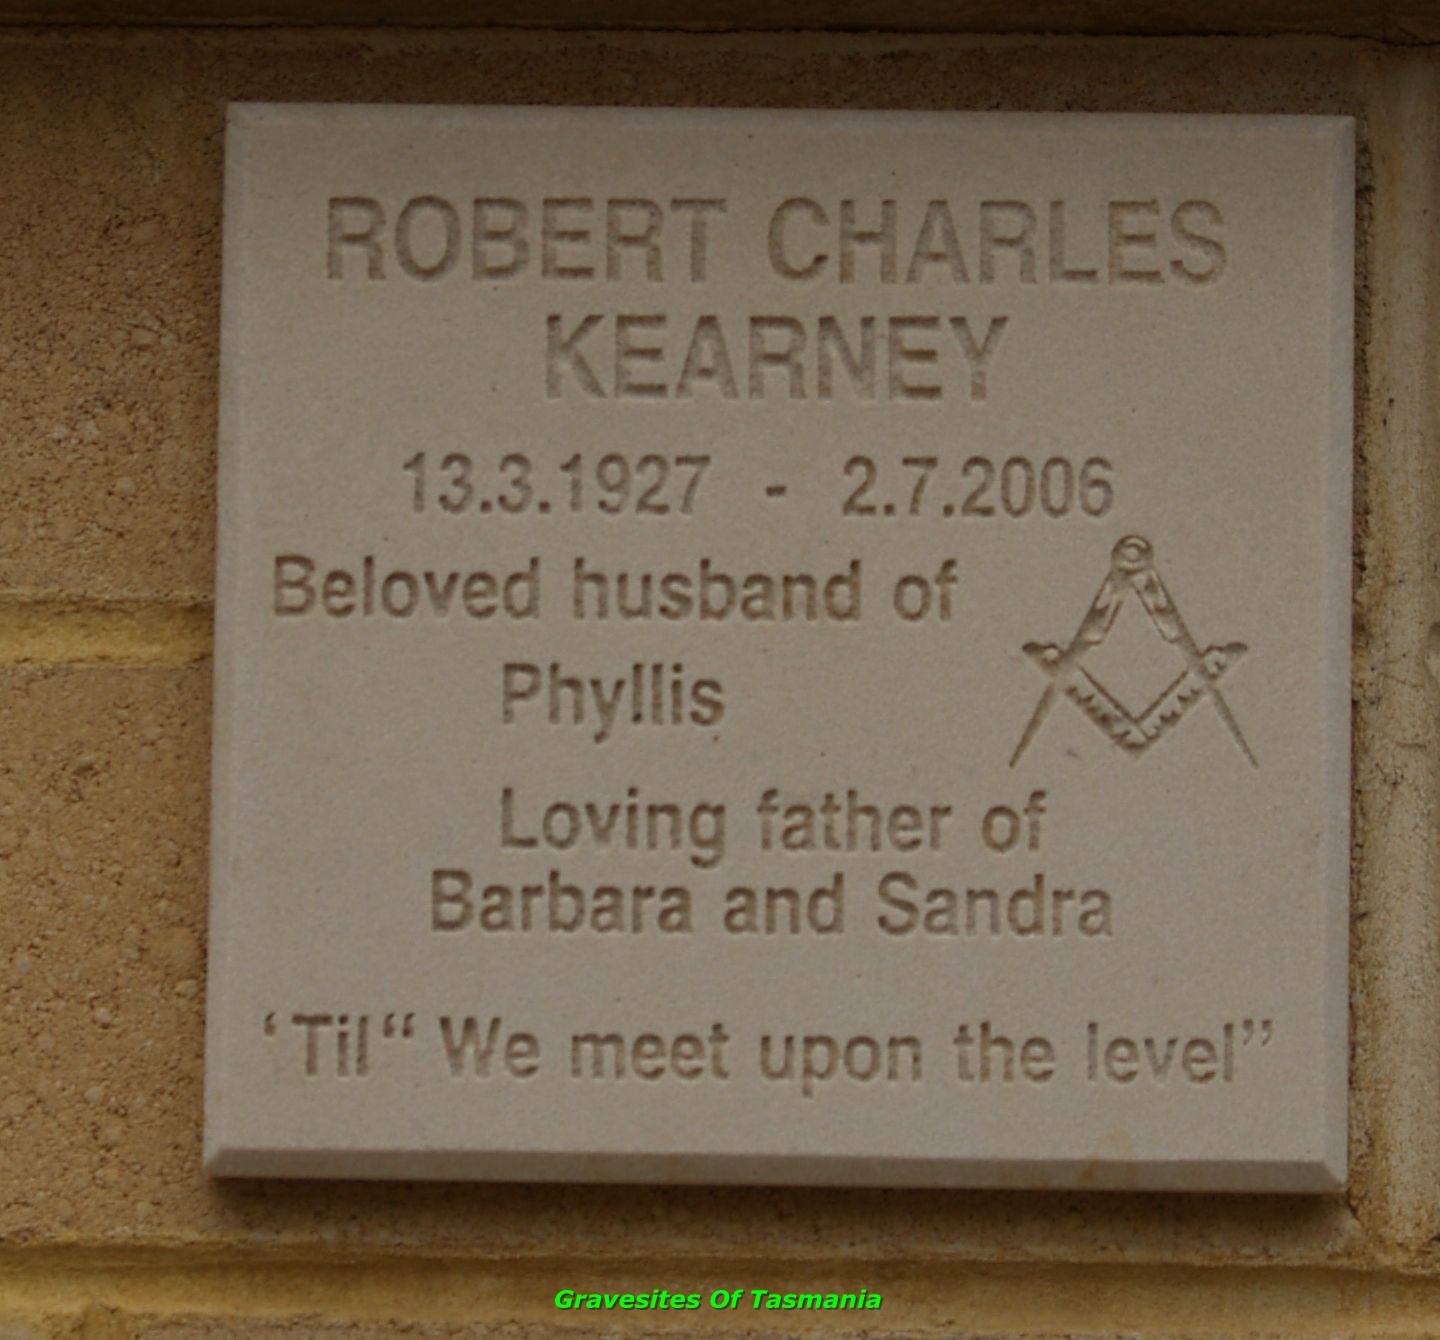 ROBERT CHARLES
KEARNEY
13.3.1927 - 2.7.2006
Beloved husband of
Phyllis
Loving father of
Barbara and Sandra
‘Til“ We meet upon the level”
Gravesites Of Tasmania